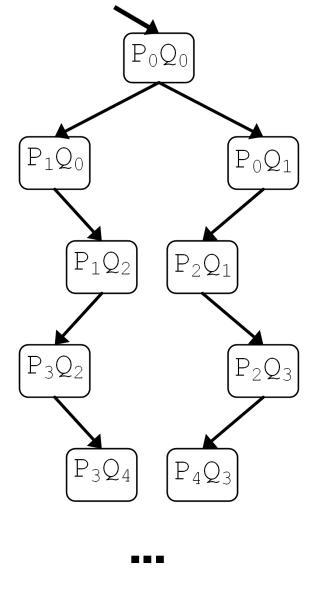 P₀Q₀
P₁Q₀ P₀Q₁
P₁Q₂ P₂Q₁
P₃Q₂ P₂Q₃
P₃Q₄ P₄Q₃
...